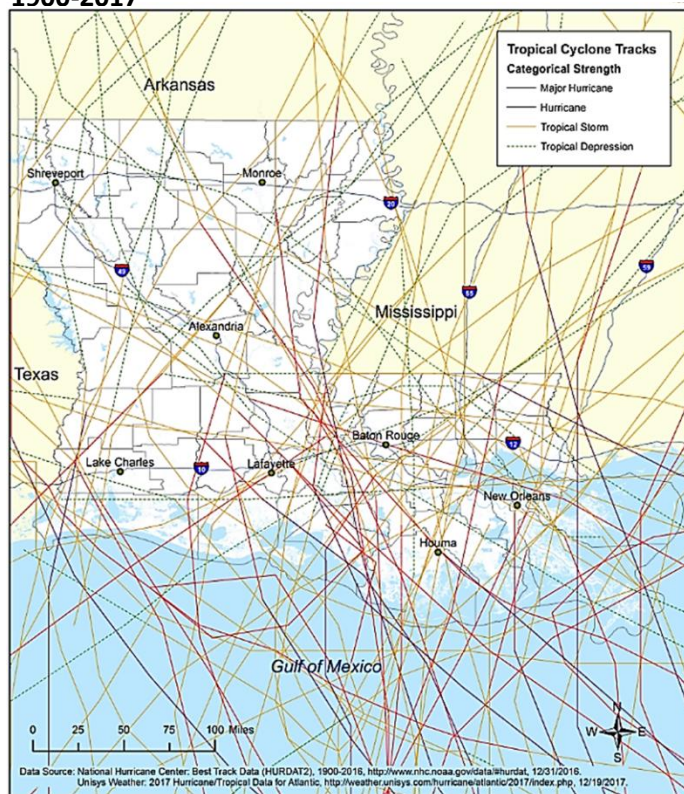 1900-2017
Tropical Cyclone Tracks
Categorical Strength
Major Hurricane
Hurricane
Tropical Storm
Tropical Depression
Arkansas
Shreveport
Monroe
20
49
55
59
Mississippi
Alexandria
Texas
Baton Rouge
12
Lake Charles
10
Lafayette
New Orleans
Houma
Gulf of Mexico
N
W E
S
0 25 50 100 Miles
Data Source: National Hurricane Center: Best Track Data (HURDAT2), 1900-2016, http://www.nhc.noaa.gov/data/#hurdat, 12/31/2016.
Unisys Weather: 2017 Hurricane/Tropical Data for Atlantic, http://weather.unisys.com/hurricane/atlantic/2017/index.php, 12/19/2017.